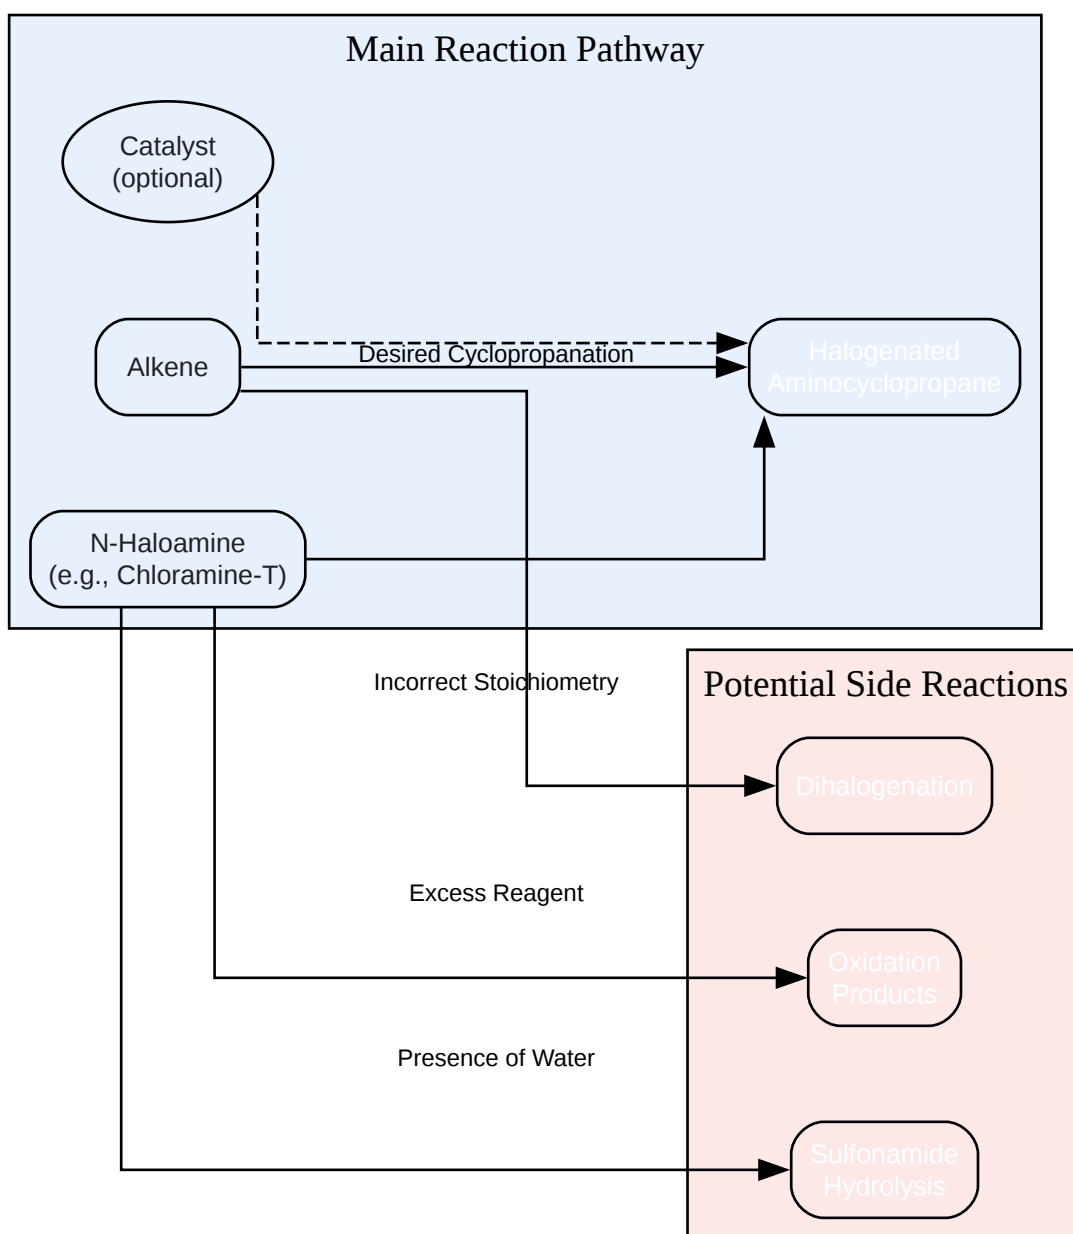 Main Reaction Pathway
Catalyst
(optional)
Alkene
Desired Cyclopropanation
Halogenated
Aminocyclopropane
N-Haloamine
(e.g., Chloramine-T)
Incorrect Stoichiometry
Potential Side Reactions
Dihalogenation
Excess Reagent
Oxidation
Products
Presence of Water
Sulfonamide
Hydrolysis